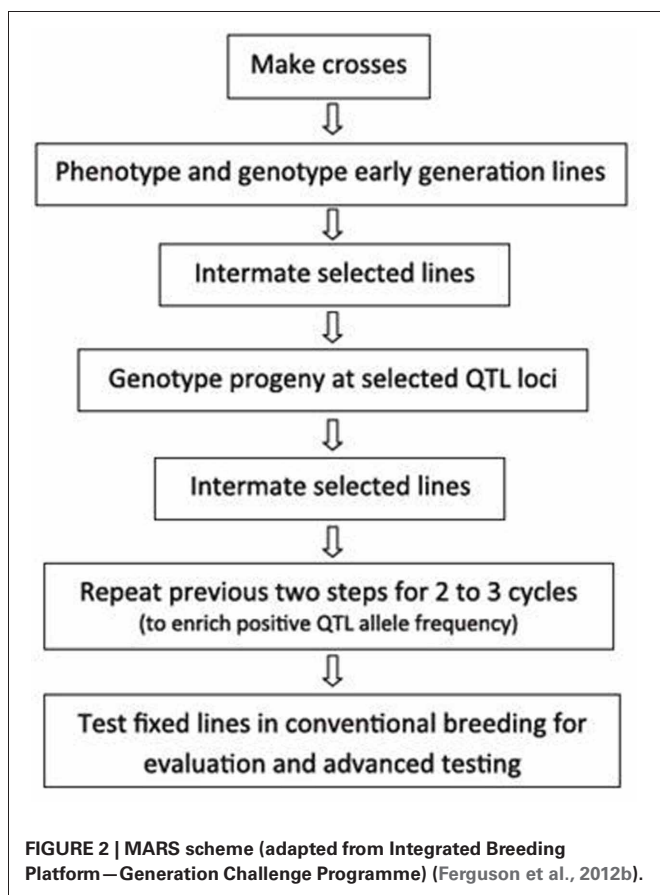 Make crosses
Phenotype and genotype early generation lines
Intermate selected lines
Genotype progeny at selected QTL loci
Intermate selected lines
Repeat previous two steps for 2 to 3 cycles
(to enrich positive QTL allele frequency)
Test fixed lines in conventional breeding for
evaluation and advanced testing
FIGURE 2 | MARS scheme (adapted from Integrated Breeding
Platform—Generation Challenge Programme) (Ferguson et al., 2012b).